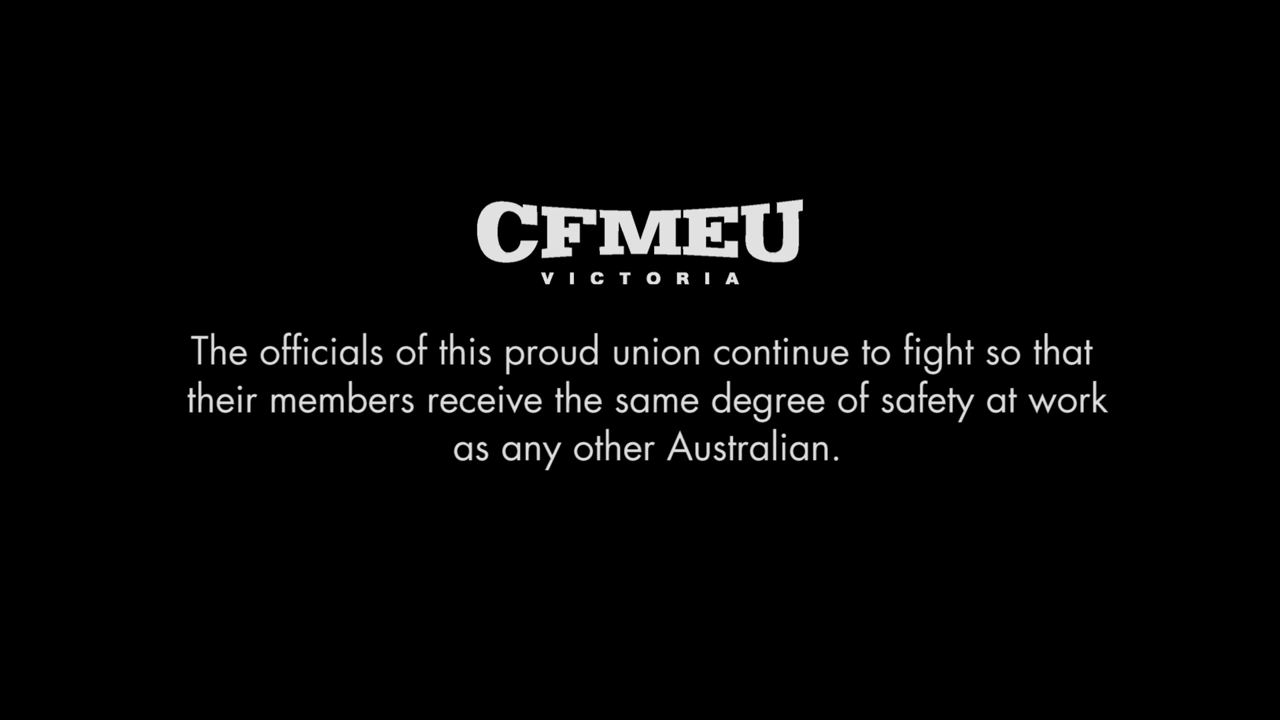 CFMEU
VICTORIA
The officials of this proud union continue to fight so that
their members receive the same degree of safety at work
as any other Australian.